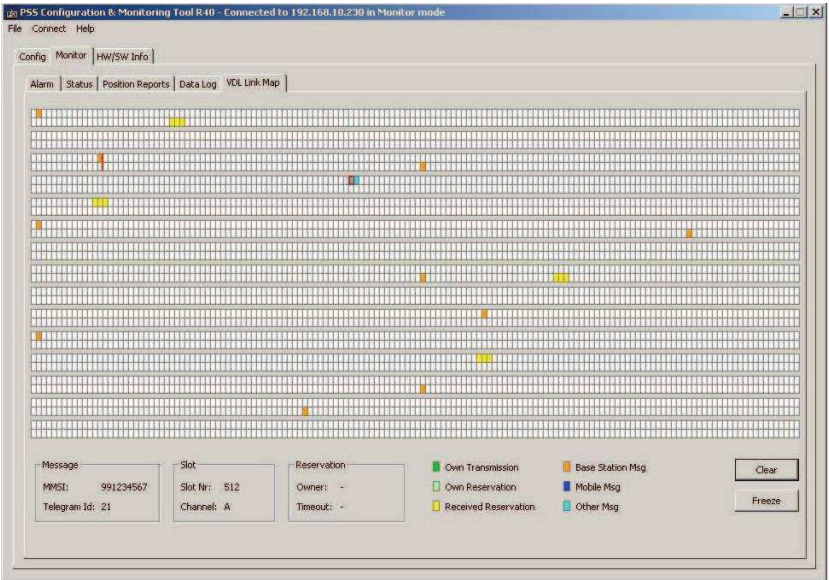 PSS Configuration & Monitoring Tool R40 - Connected to 192.168.10.230 in Monitor mode
File Connect Help
Config Monitor HW/SW Info
Alarm Status Position Reports Data Log VDL Link Map
Message
MMSI: 991234567
Telegram Id: 21
Slot
Slot Nr: 512
Channel: A
Reservation
Owner: -
Timeout: -
Own Transmission
Own Reservation
Received Reservation
Base Station Msg
Mobile Msg
Other Msg
Clear
Freeze